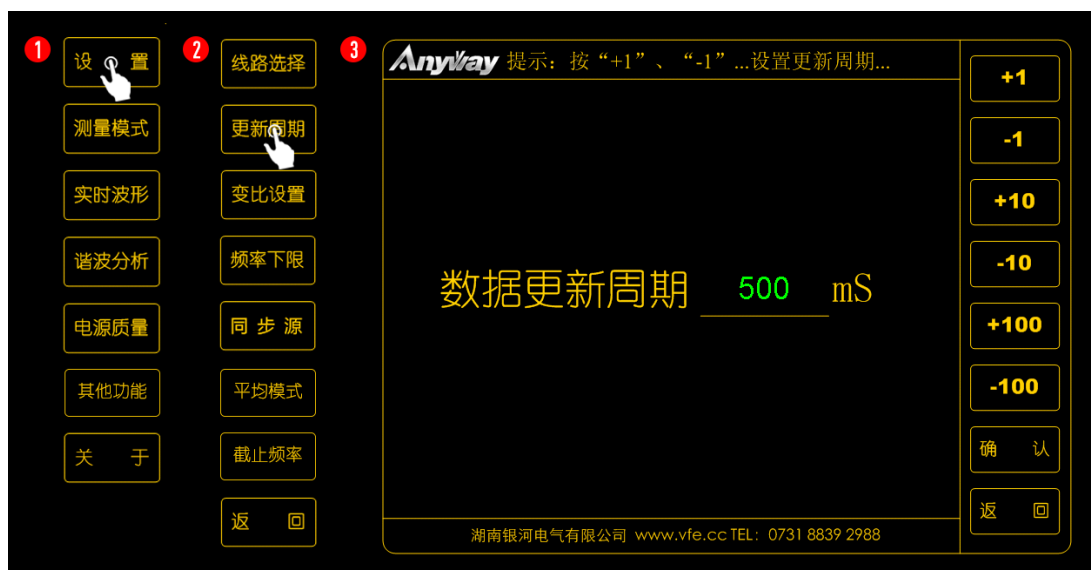 1
设 置
测量模式
实时波形
谐波分析
电源质量
其他功能
关 于
2
线路选择
更新周期
变比设置
频率下限
同 步 源
平均模式
截止频率
返 回
3
Anyway 提示：按“+1”、“-1”...设置更新周期...
数据更新周期 500 mS
湖南银河电气有限公司 www.vfe.cc TEL：0731 8839 2988
+1
-1
+10
-10
+100
-100
确 认
返 回